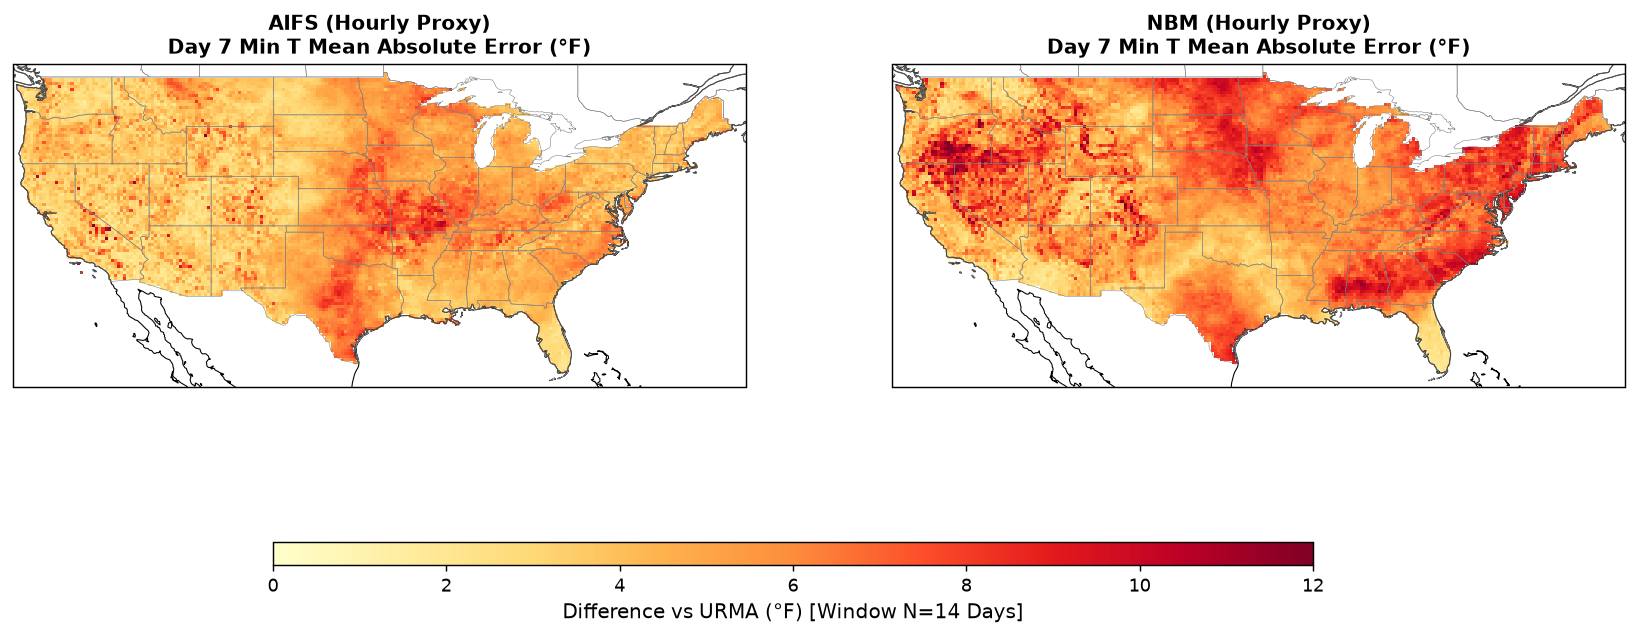 AIFS (Hourly Proxy)
Day 7 Min T Mean Absolute Error (°F)
NBM (Hourly Proxy)
Day 7 Min T Mean Absolute Error (°F)
0 2 4 6 8 10 12
Difference vs URMA (°F) [Window N=14 Days]